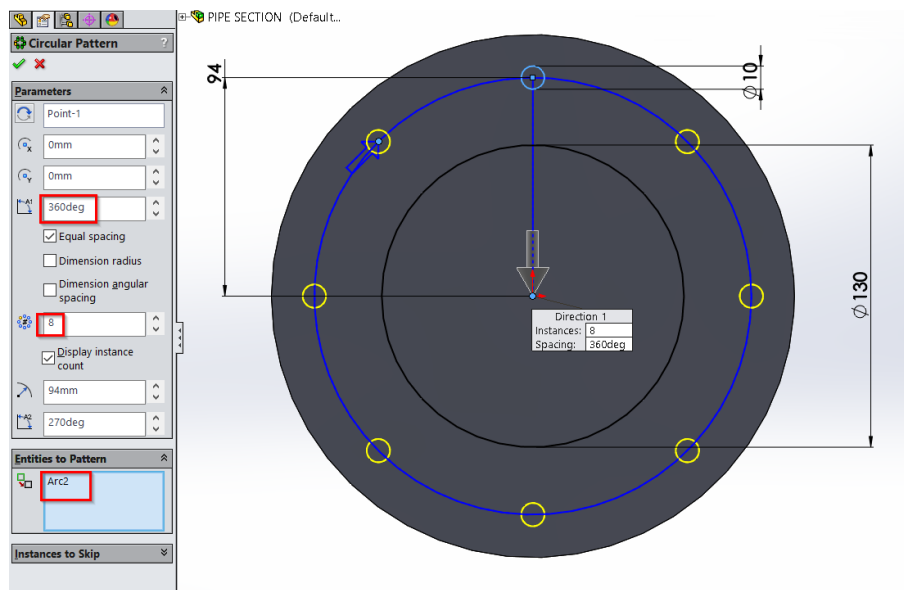 PIPE SECTION (Default...
Circular Pattern ?
Parameters
Point-1
0mm
0mm
A1
360deg
Equal spacing
Dimension radius
Dimension angular
spacing
8
Display instance
count
94mm
A2
270deg
Entities to Pattern
Arc2
Instances to Skip
94
⌀10
⌀130
Direction 1
Instances: 8
Spacing: 360deg